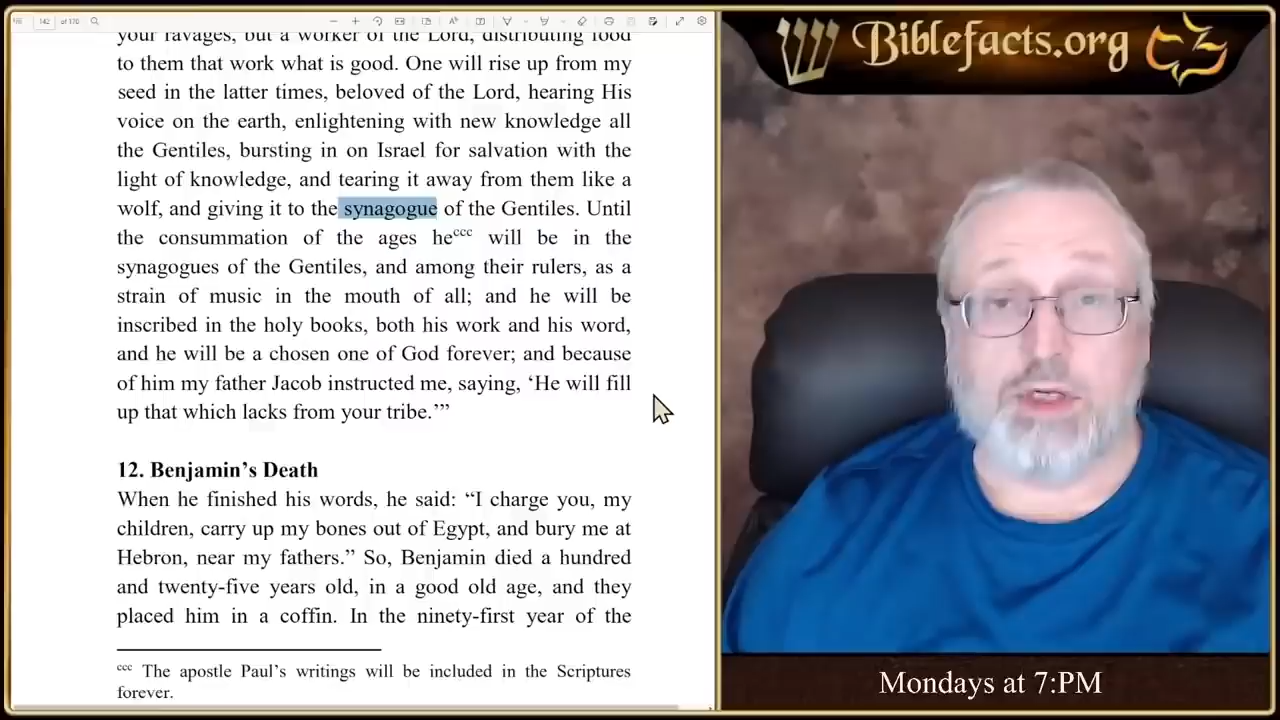 142 of 170
your ravages, but a worker of the Lord, distributing food
to them that work what is good. One will rise up from my
seed in the latter times, beloved of the Lord, hearing His
voice on the earth, enlightening with new knowledge all
the Gentiles, bursting in on Israel for salvation with the
light of knowledge, and tearing it away from them like a
wolf, and giving it to the synagogue of the Gentiles. Until
the consummation of the ages heccc will be in the
synagogues of the Gentiles, and among their rulers, as a
strain of music in the mouth of all; and he will be
inscribed in the holy books, both his work and his word,
and he will be a chosen one of God forever; and because
of him my father Jacob instructed me, saying, ‘He will fill
up that which lacks from your tribe.’”
12. Benjamin’s Death
When he finished his words, he said: “I charge you, my
children, carry up my bones out of Egypt, and bury me at
Hebron, near my fathers.” So, Benjamin died a hundred
and twenty-five years old, in a good old age, and they
placed him in a coffin. In the ninety-first year of the
ccc The apostle Paul’s writings will be included in the Scriptures
forever.
ש Biblefacts.org
Mondays at 7:PM